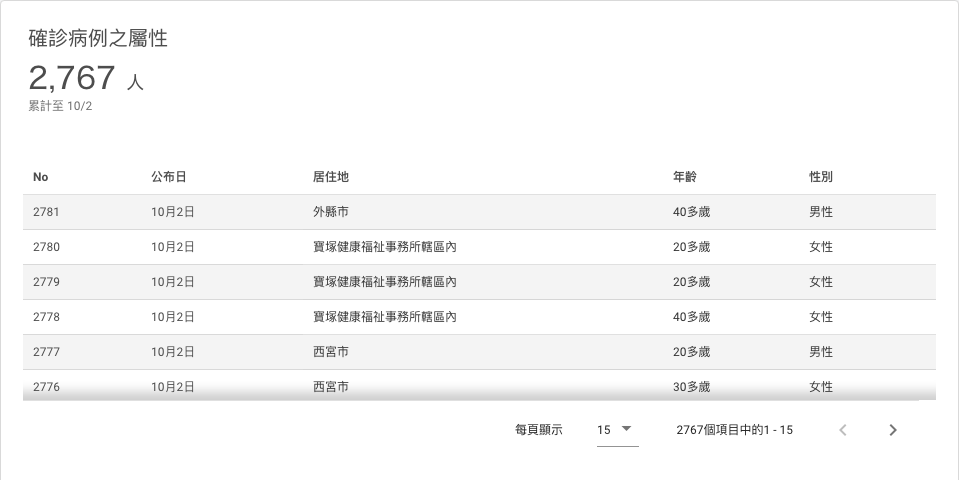 確診病例之屬性
2,767 人
累計至 10/2
No 公布日 居住地 年齡 性別
2781 10月2日 外縣市 40多歲 男性
2780 10月2日 寶塚健康福祉事務所轄區內 20多歲 女性
2779 10月2日 寶塚健康福祉事務所轄區內 20多歲 女性
2778 10月2日 寶塚健康福祉事務所轄區內 40多歲 女性
2777 10月2日 西宮市 20多歲 男性
2776 10月2日 西宮市 30多歲 女性
每頁顯示 15 2767個項目中的1 - 15